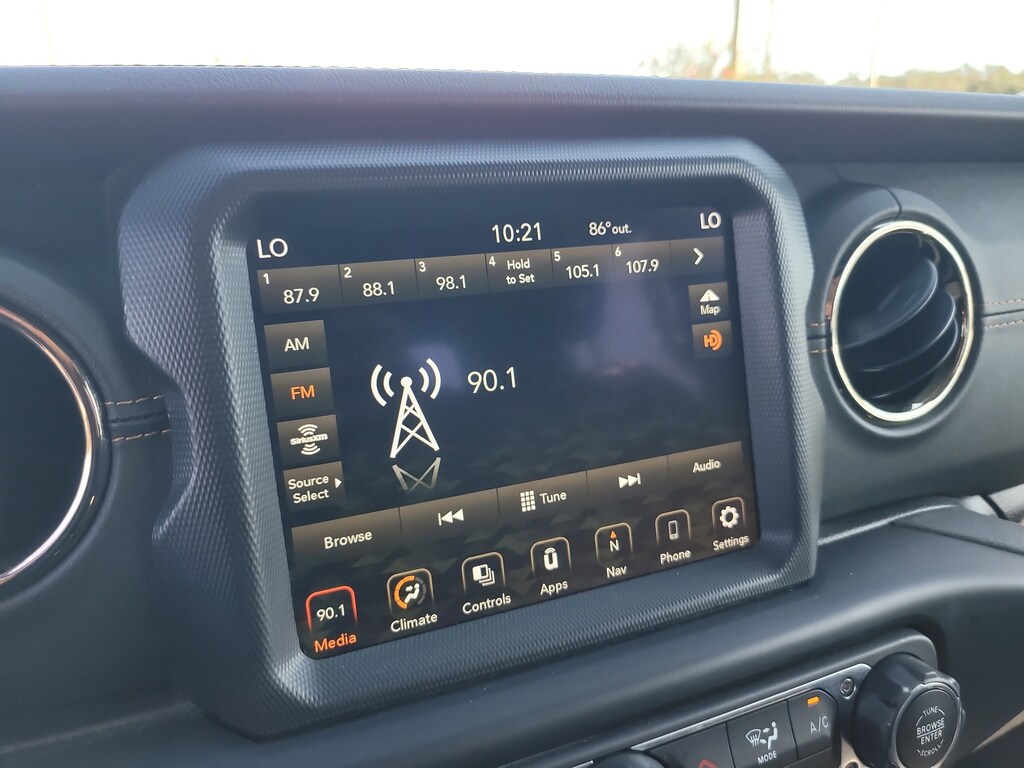 LO
10:21
86° out.
LO
1
87.9
2
88.1
3
98.1
4
Hold
to Set
5
105.1
6
107.9
Map
HD
AM
FM
90.1
SiriusXM
Source
Select
Browse
Tune
Audio
90.1
Media
Climate
Controls
Apps
N
Nav
Phone
Settings
MODE
A/C
TUNE
BROWSE
ENTER
SCROLL